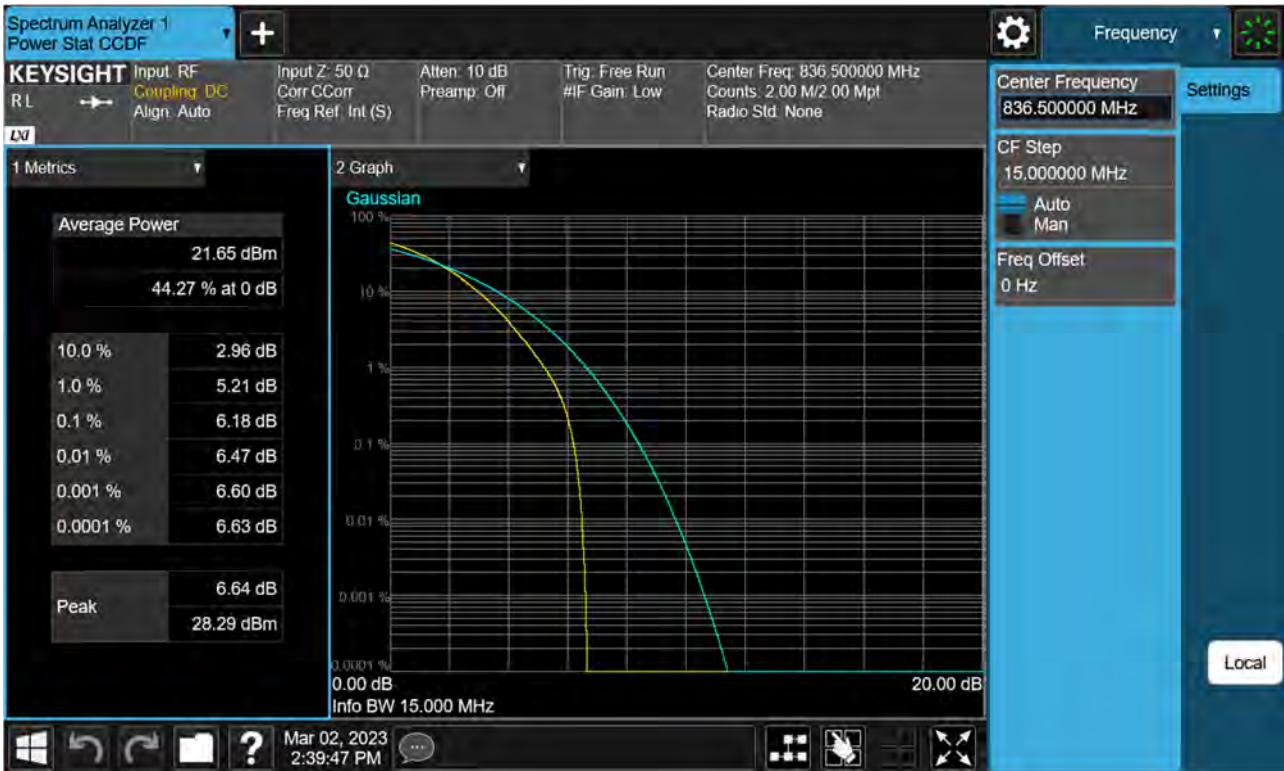 Spectrum Analyzer 1
Power Stat CCDF
+
Frequency
KEYSIGHT
R L
LXI
Input: RF
Coupling: DC
Align: Auto
Input Z: 50 Ω
Corr CCorr
Freq Ref: Int (S)
Atten: 10 dB
Preamp: Off
Trig: Free Run
#IF Gain: Low
Center Freq: 836.500000 MHz
Counts: 2.00 M/2.00 Mpt
Radio Std: None
Center Frequency
836.500000 MHz
Settings
CF Step
15.000000 MHz
Auto
Man
Freq Offset
0 Hz
1 Metrics
Average Power
21.65 dBm
44.27 % at 0 dB
10.0 % 2.96 dB
1.0 % 5.21 dB
0.1 % 6.18 dB
0.01 % 6.47 dB
0.001 % 6.60 dB
0.0001 % 6.63 dB
Peak
6.64 dB
28.29 dBm
2 Graph
Gaussian
100 %
10 %
1 %
0.1 %
0.01 %
0.001 %
0.0001 %
0.00 dB 20.00 dB
Info BW 15.000 MHz
Local
?
Mar 02, 2023
2:39:47 PM